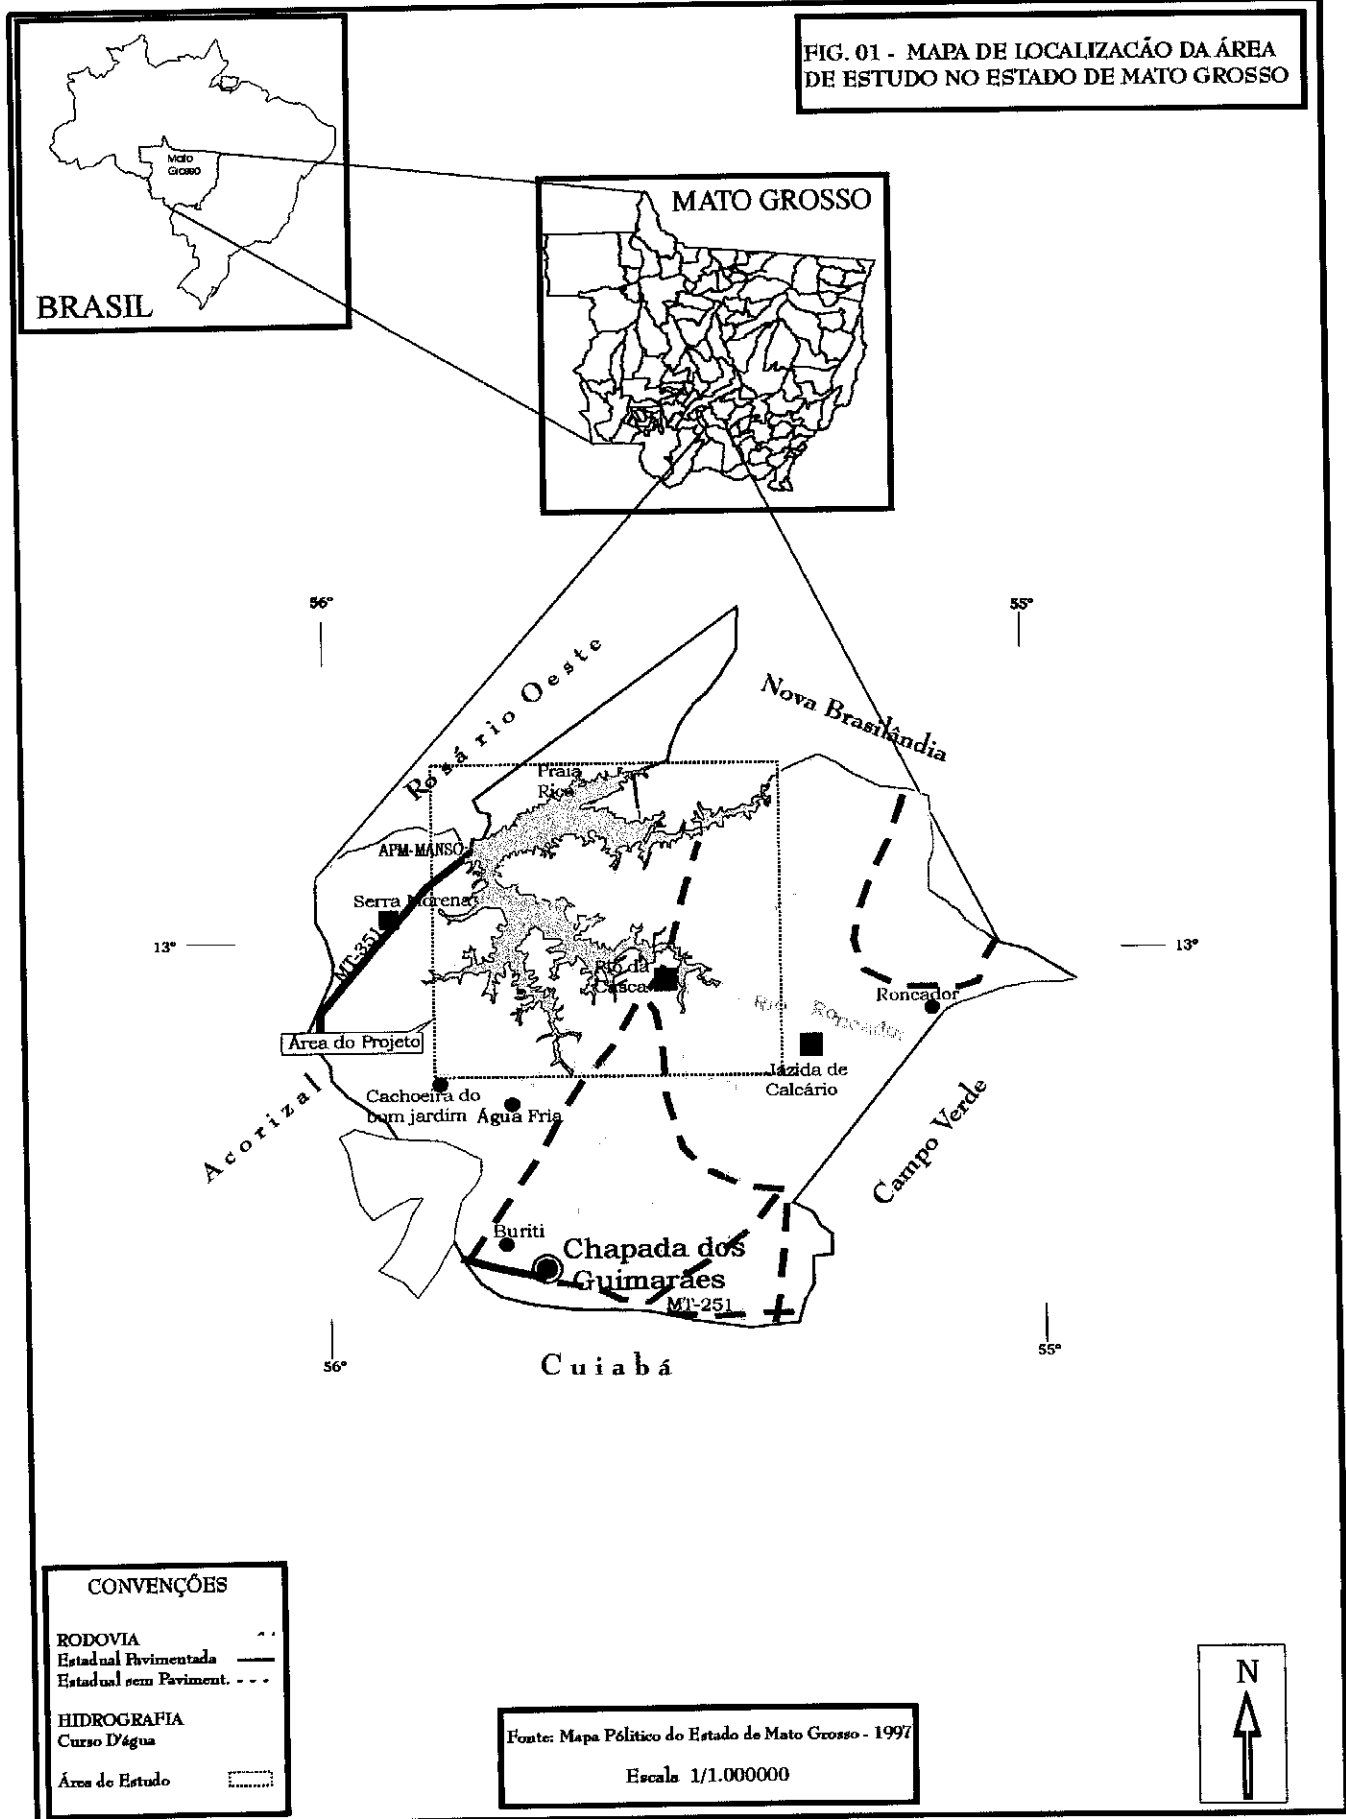 FIG. 01 - MAPA DE LOCALIZACÃO DA ÁREA
DE ESTUDO NO ESTADO DE MATO GROSSO
Mato
Grosso
BRASIL
MATO GROSSO
56°
55°
Rosário Oeste
Nova Brasilândia
Praia
Rica
APM-MANSO
Serra Morena
MT-351
13°
13°
Rio da
Casca
Rio Roncador
Roncador
Área do Projeto
Jazida de
Calcário
Cachoeira do
bom jardim
Água Fria
Acorizal
Campo Verde
Buriti
Chapada dos
Guimarães
MT-251
56°
55°
Cuiabá
CONVENÇÕES
RODOVIA
Estadual Pavimentada
Estadual sem Paviment.
HIDROGRAFIA
Curso D'água
Área de Estudo
Fonte: Mapa Pólitico do Estado de Mato Grosso - 1997
Escala 1/1.000000
N